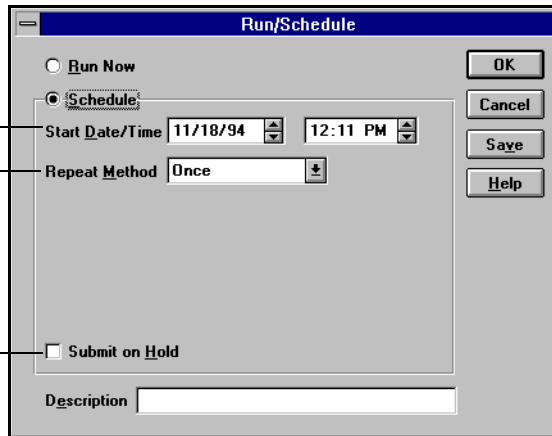 Run/Schedule
Run Now
OK
Schedule
Cancel
Start Date/Time 11/18/94 12:11 PM
Save
Repeat Method Once
Help
Submit on Hold
Description